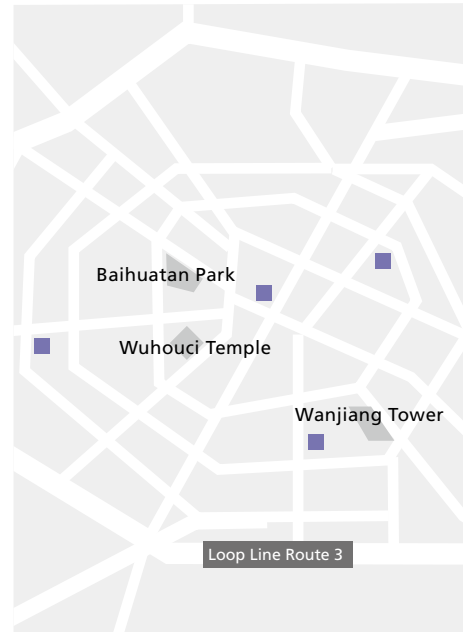 Baihuatan Park
Wuhouci Temple
Wanjiang Tower
Loop Line Route 3